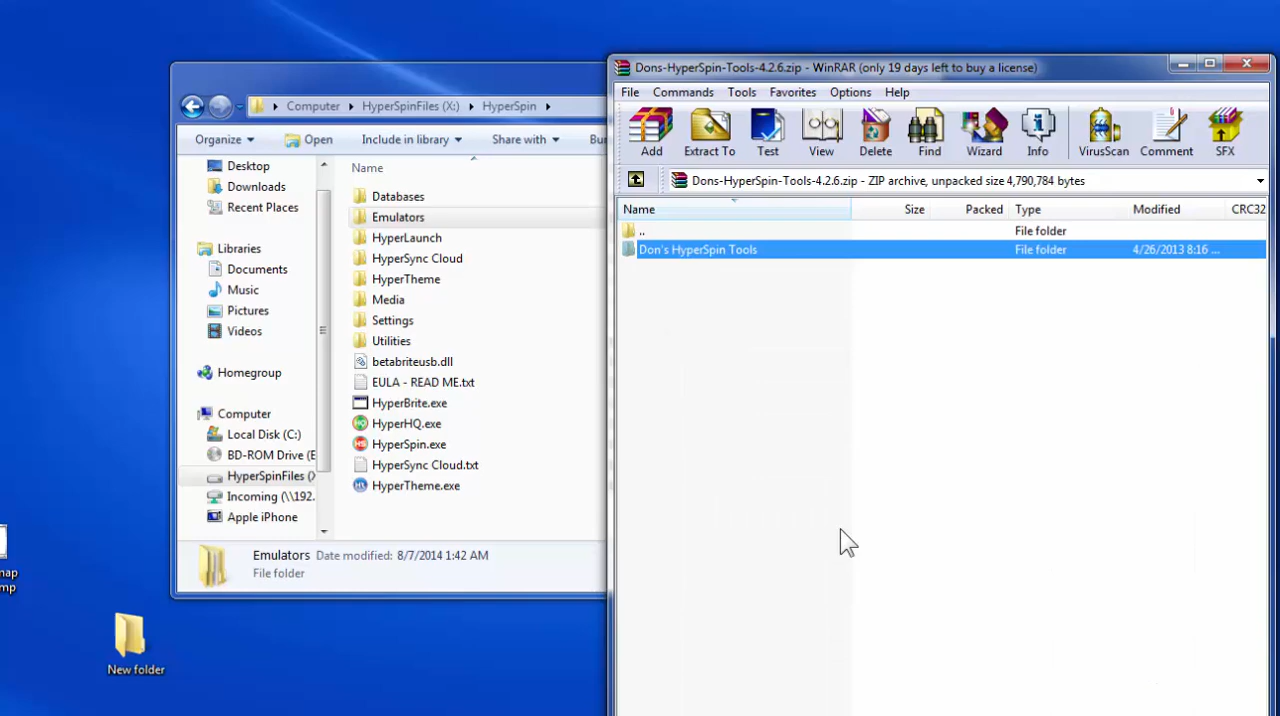 Dons-HyperSpin-Tools-4.2.6.zip - WinRAR (only 19 days left to buy a license)
File Commands Tools Favorites Options Help
Add Extract To Test View Delete Find Wizard Info VirusScan Comment SFX
Dons-HyperSpin-Tools-4.2.6.zip - ZIP archive, unpacked size 4,790,784 bytes
Name Size Packed Type Modified CRC32
.. File folder
Don's HyperSpin Tools File folder 4/26/2013 8:16 ...
Computer HyperSpinFiles (X:) HyperSpin
Organize Open Include in library Share with Bu
Desktop
Downloads
Recent Places
Libraries
Documents
Music
Pictures
Videos
Homegroup
Computer
Local Disk (C:)
BD-ROM Drive (E
HyperSpinFiles (X
Incoming (\\192.
Apple iPhone
Name
Databases
Emulators
HyperLaunch
HyperSync Cloud
HyperTheme
Media
Settings
Utilities
betabriteusb.dll
EULA - READ ME.txt
HyperBrite.exe
HyperHQ.exe
HyperSpin.exe
HyperSync Cloud.txt
HyperTheme.exe
Emulators Date modified: 8/7/2014 1:42 AM
File folder
map
mp
New folder